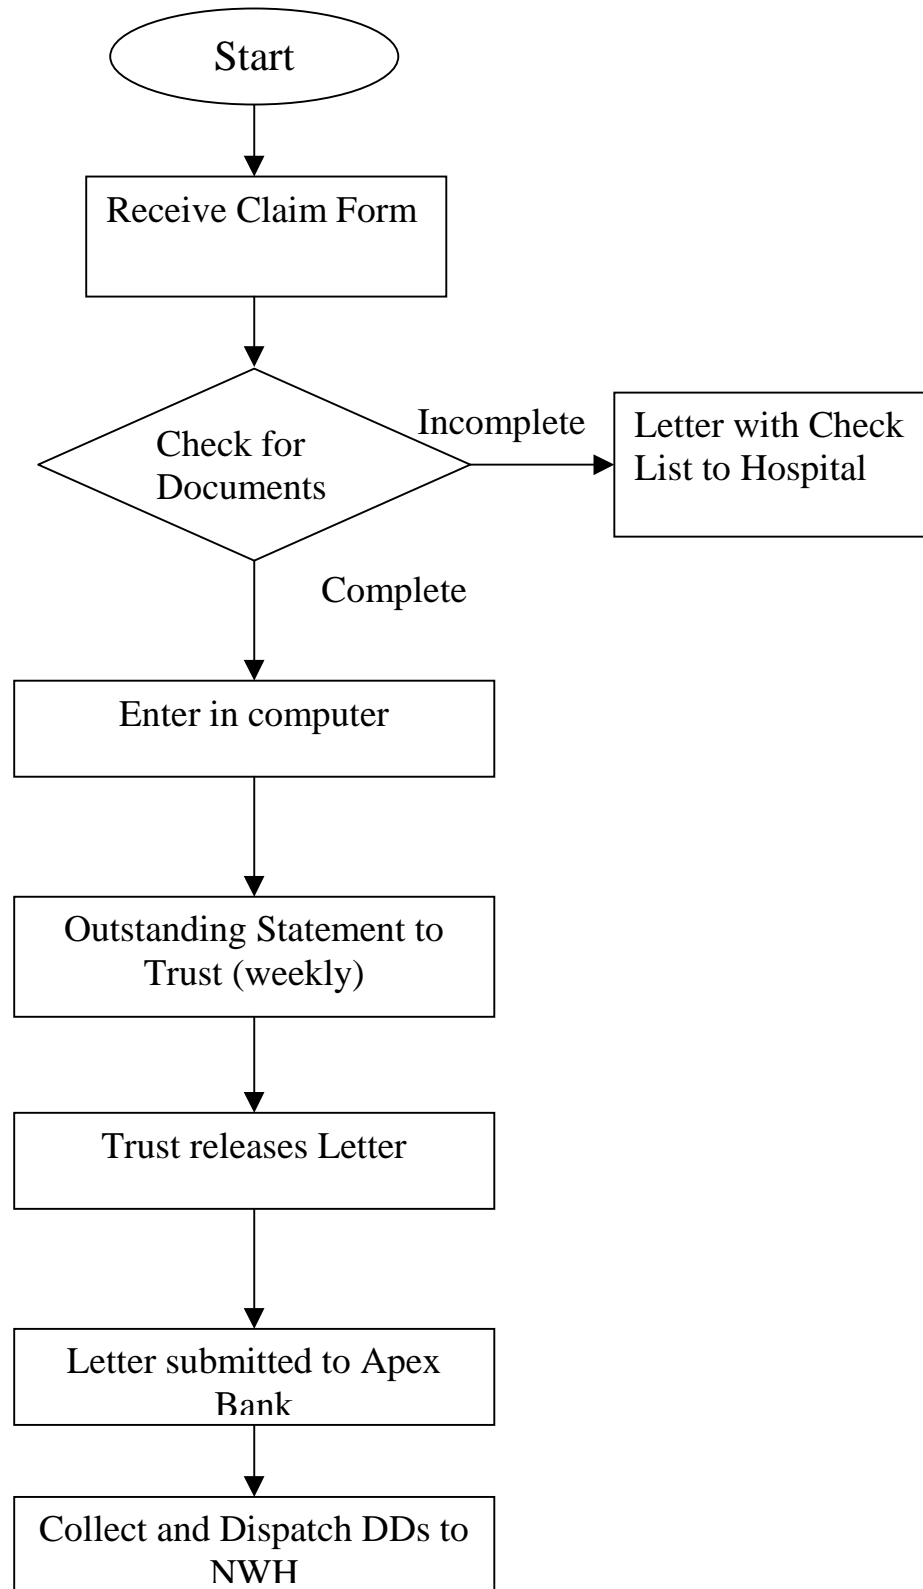 Start
Receive Claim Form
Check for
Documents
Incomplete
Letter with Check
List to Hospital
Complete
Enter in computer
Outstanding Statement to
Trust (weekly)
Trust releases Letter
Letter submitted to Apex
Bank
Collect and Dispatch DDs to
NWH